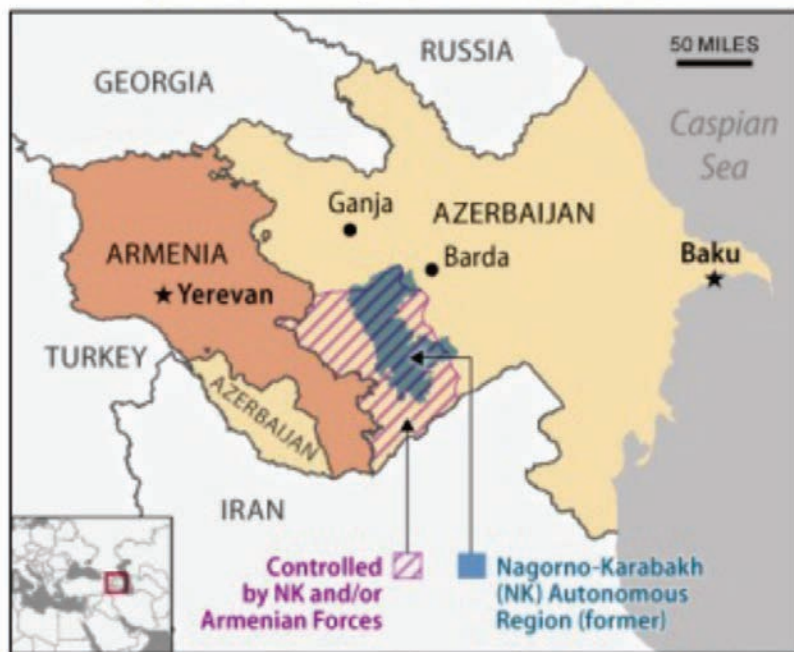 RUSSIA
50 MILES
GEORGIA
Caspian
Sea
Ganja
AZERBAIJAN
ARMENIA
Barda
Baku
Yerevan
TURKEY
AZERBAIJAN
IRAN
Controlled
by NK and/or
Armenian Forces
Nagorno-Karabakh
(NK) Autonomous
Region (former)